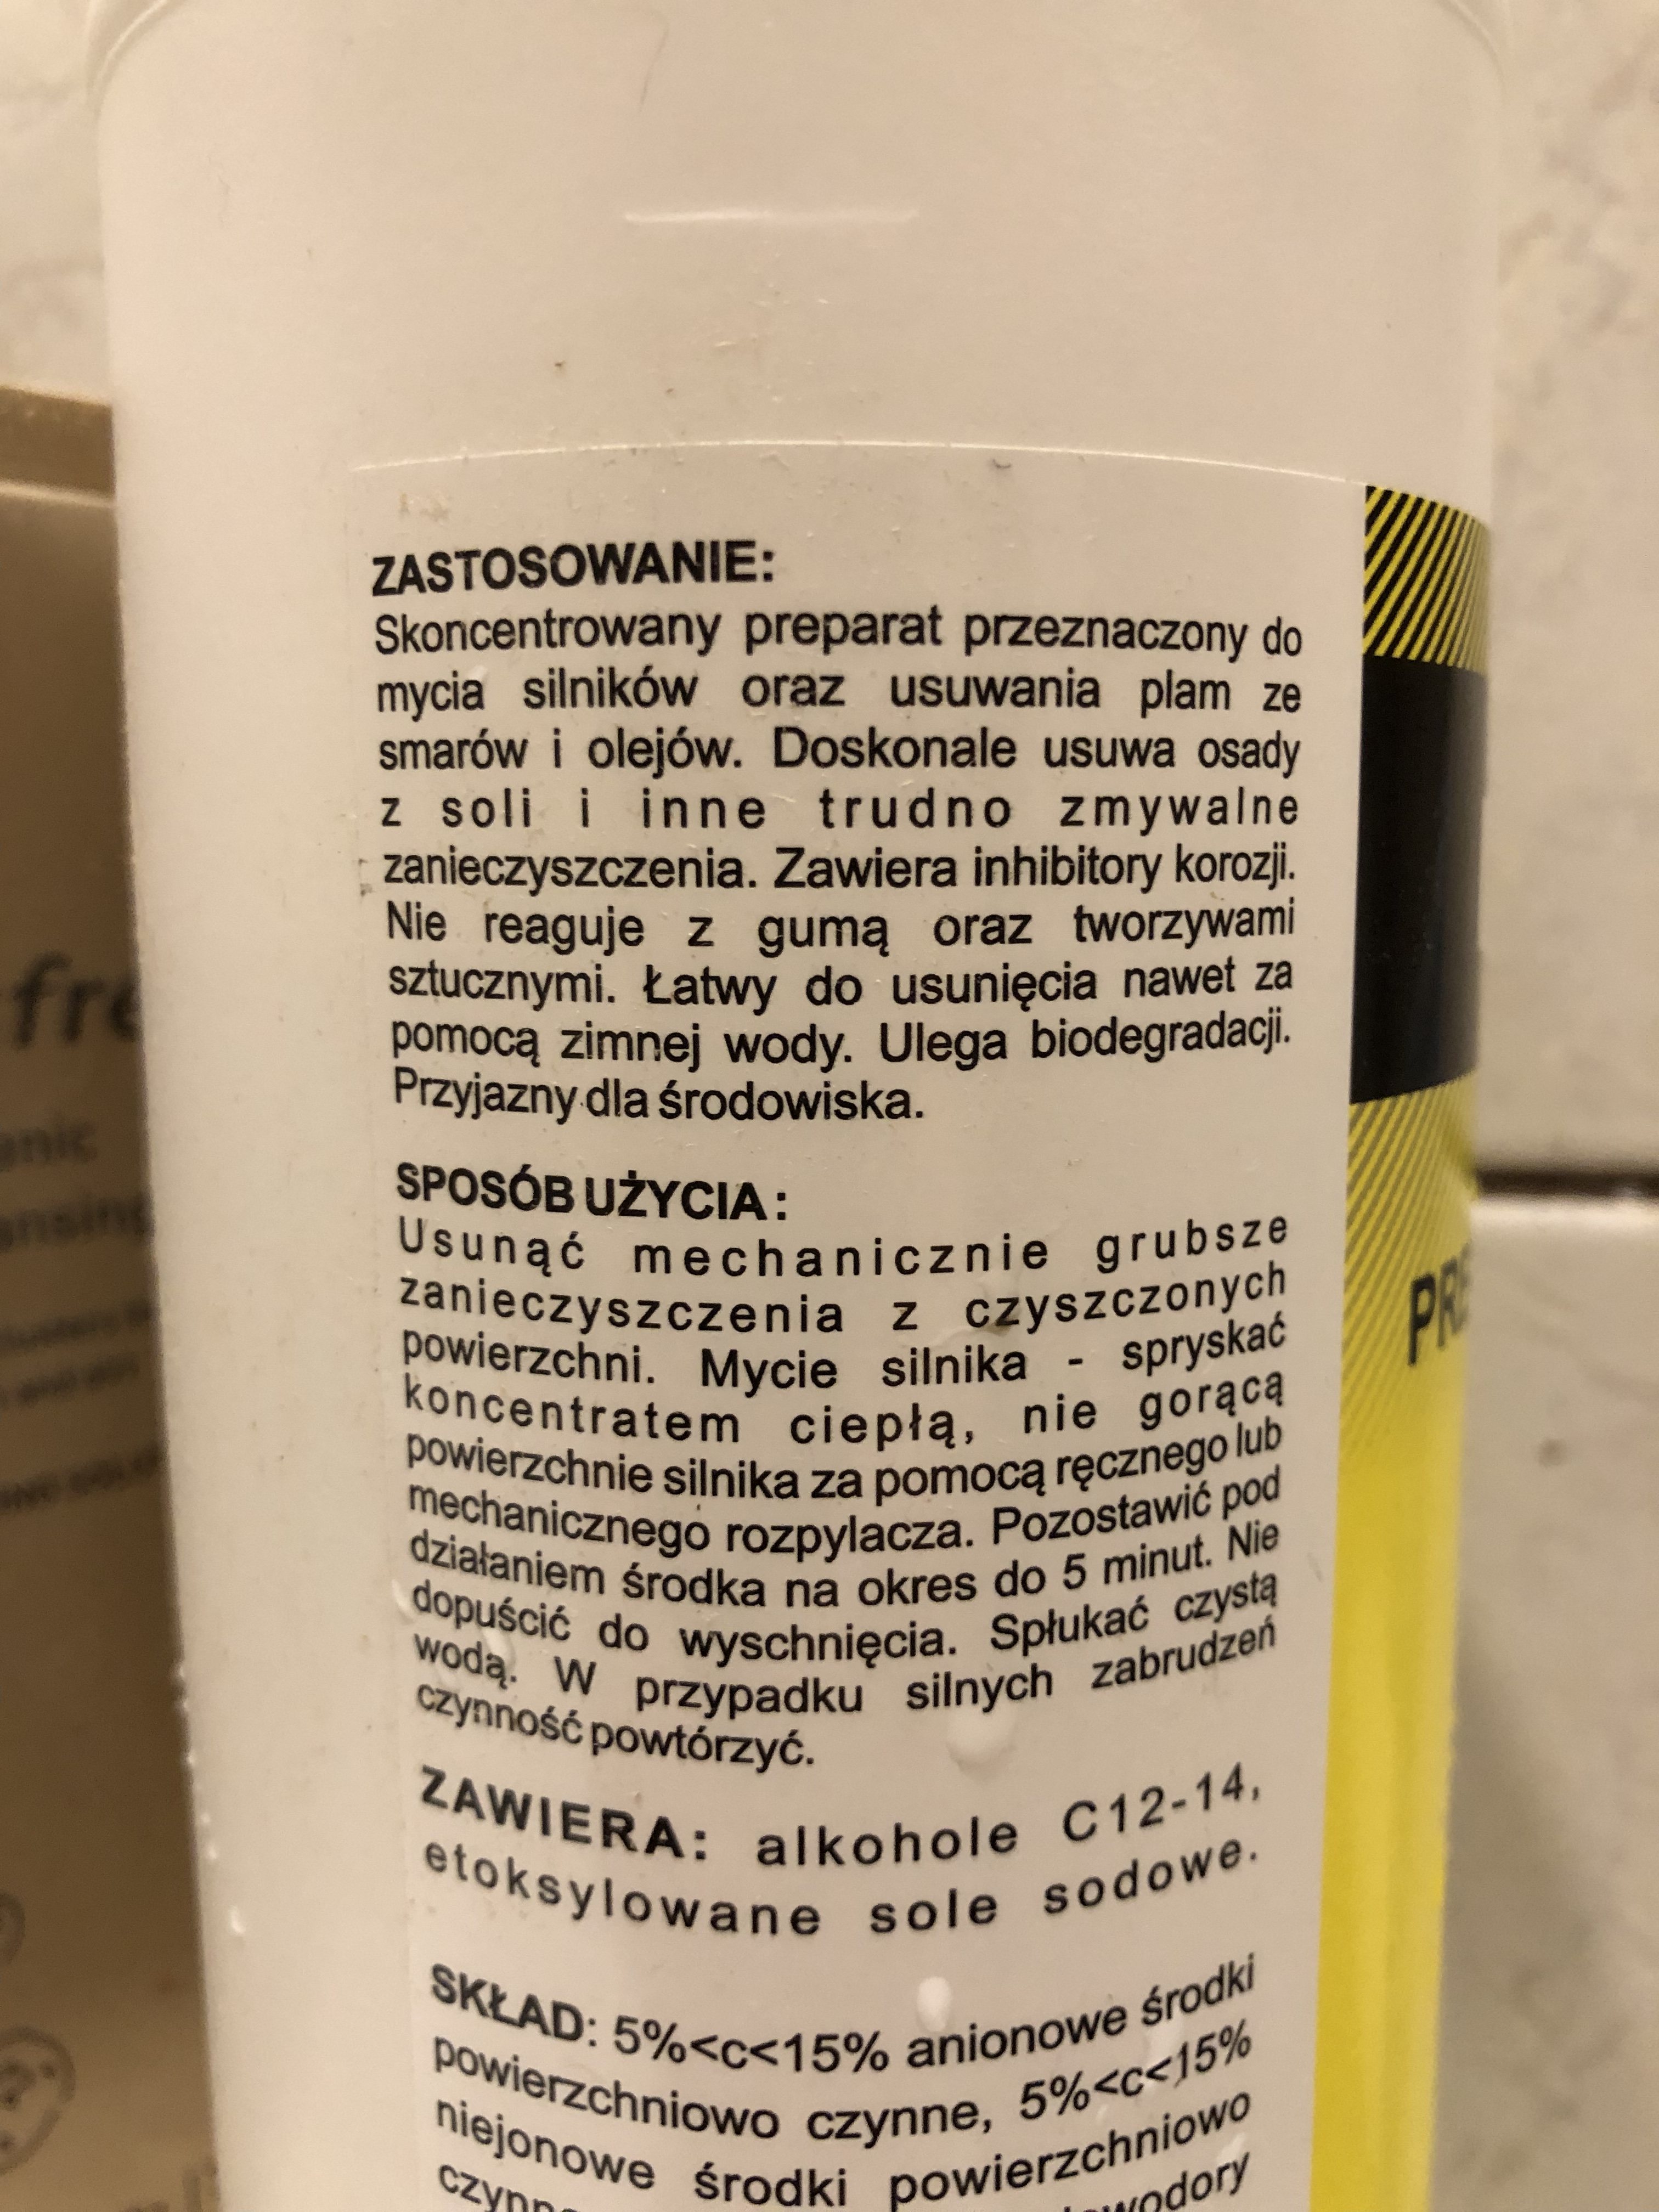 ZASTOSOWANIE:
Skoncentrowany preparat przeznaczony do
mycia silników oraz usuwania plam ze
smarów i olejów. Doskonale usuwa osady
z soli i inne trudno zmywalne
zanieczyszczenia. Zawiera inhibitory korozji.
Nie reaguje z gumą oraz tworzywami
sztucznymi. Łatwy do usunięcia nawet za
pomocą zimnej wody. Ulega biodegradacji.
Przyjazny dla środowiska.
SPOSÓB UŻYCIA:
Usunąć mechanicznie grubsze
zanieczyszczenia z czyszczonych
powierzchni. Mycie silnika - spryskać
koncentratem ciepłą, nie gorącą
powierzchnie silnika za pomocą ręcznego lub
mechanicznego rozpylacza. Pozostawić pod
działaniem środka na okres do 5 minut. Nie
dopuścić do wyschnięcia. Spłukać czystą
wodą. W przypadku silnych zabrudzeń
czynność powtórzyć.
ZAWIERA: alkohole C12-14,
etoksylowane sole sodowe.
SKŁAD: 5%<c<15% anionowe środki
powierzchniowo czynne, 5%<c<15%
niejonowe środki powierzchniowo
PRE
fre